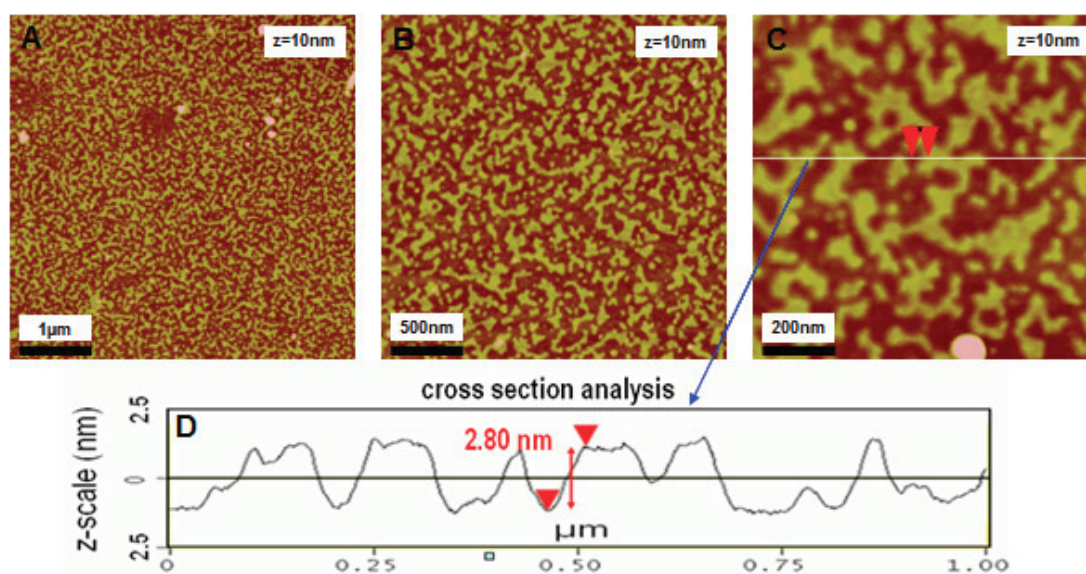 A
z=10nm
1µm
B
z=10nm
500nm
C
z=10nm
200nm
cross section analysis
z-scale (nm)
2.5
0
2.5
D
2.80 nm
µm
0
0.25
0.50
0.75
1.00